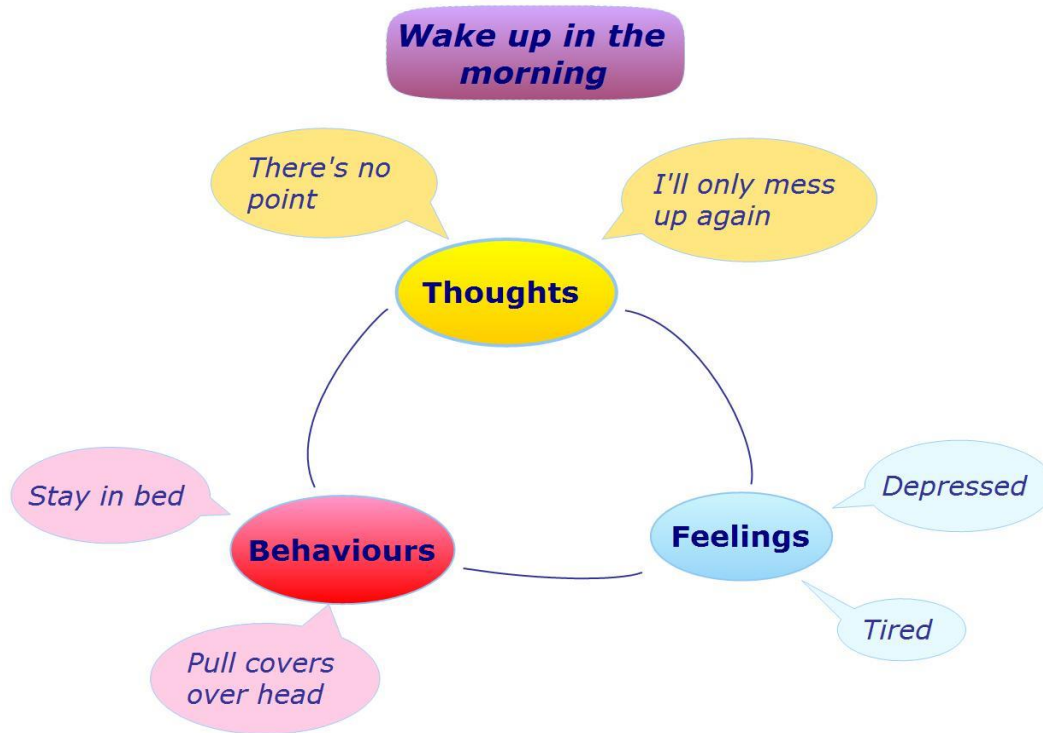 Wake up in the
morning
There's no
point
I'll only mess
up again
Thoughts
Stay in bed
Depressed
Behaviours
Feelings
Tired
Pull covers
over head